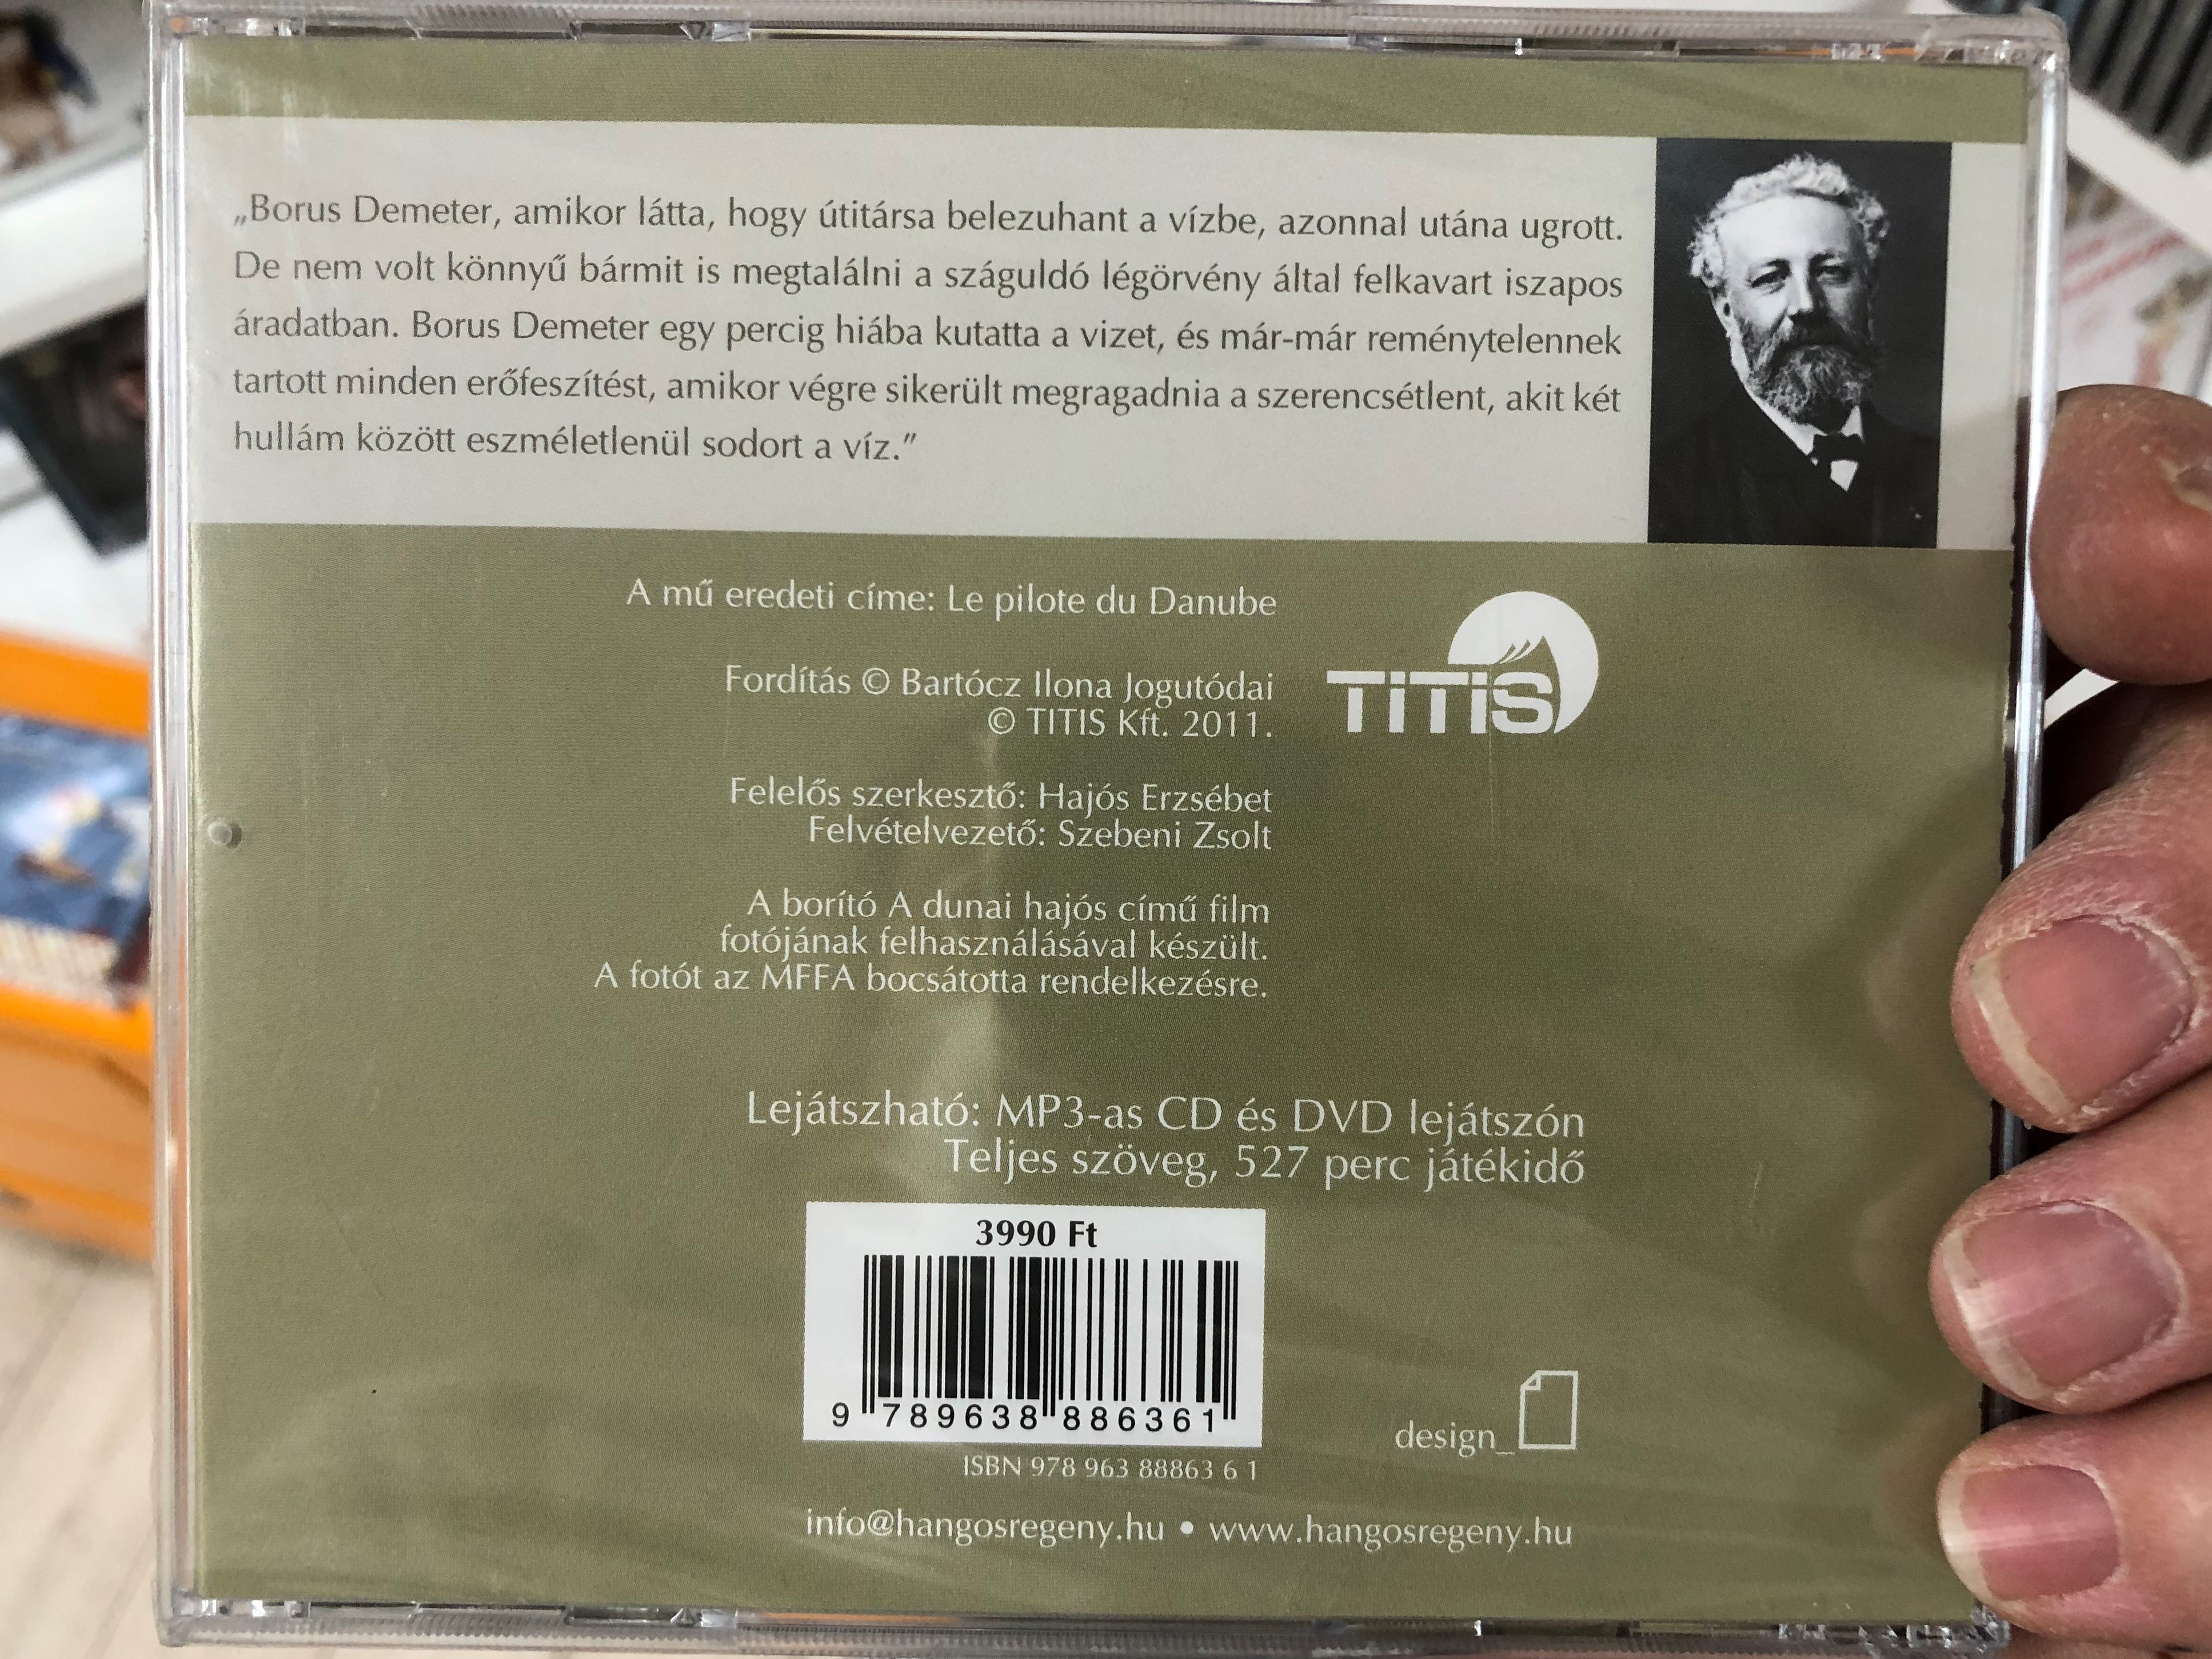 „Borus Demeter, amikor látta, hogy útitársa belezuhant a vízbe, azonnal utána ugrott.
De nem volt könnyű bármit is megtalálni a száguldó légörvény által felkavart iszapos
áradatban. Borus Demeter egy percig hiába kutatta a vizet, és már-már reménytelennek
tartott minden erőfeszítést, amikor végre sikerült megragadnia a szerencsétlent, akit két
hullám között eszméletlenül sodort a víz.”
A mű eredeti címe: Le pilote du Danube
Fordítás © Bartócz Ilona Jogutódai
© TITIS Kft. 2011.
TiTiS
Felelős szerkesztő: Hajós Erzsébet
Felvételvezető: Szebeni Zsolt
A borító A dunai hajós című film
fotójának felhasználásával készült.
A fotót az MFFA bocsátotta rendelkezésre.
Lejátszható: MP3-as CD és DVD lejátszón
Teljes szöveg, 527 perc játékidő
3990 Ft
9 789638 886361
design_
ISBN 978 963 88863 6 1
info@hangosregeny.hu • www.hangosregeny.hu